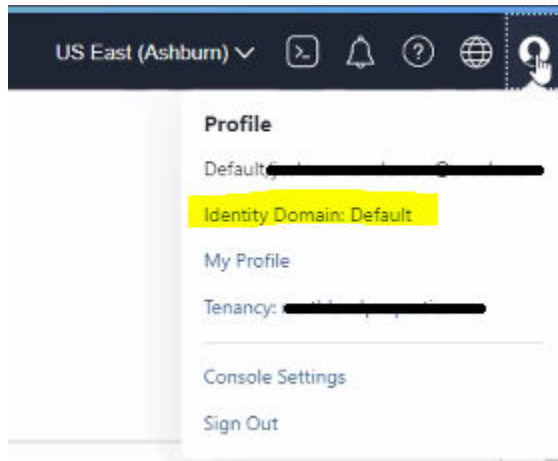 US East (Ashburn)
Profile
Default
Identity Domain: Default
My Profile
Tenancy:
Console Settings
Sign Out